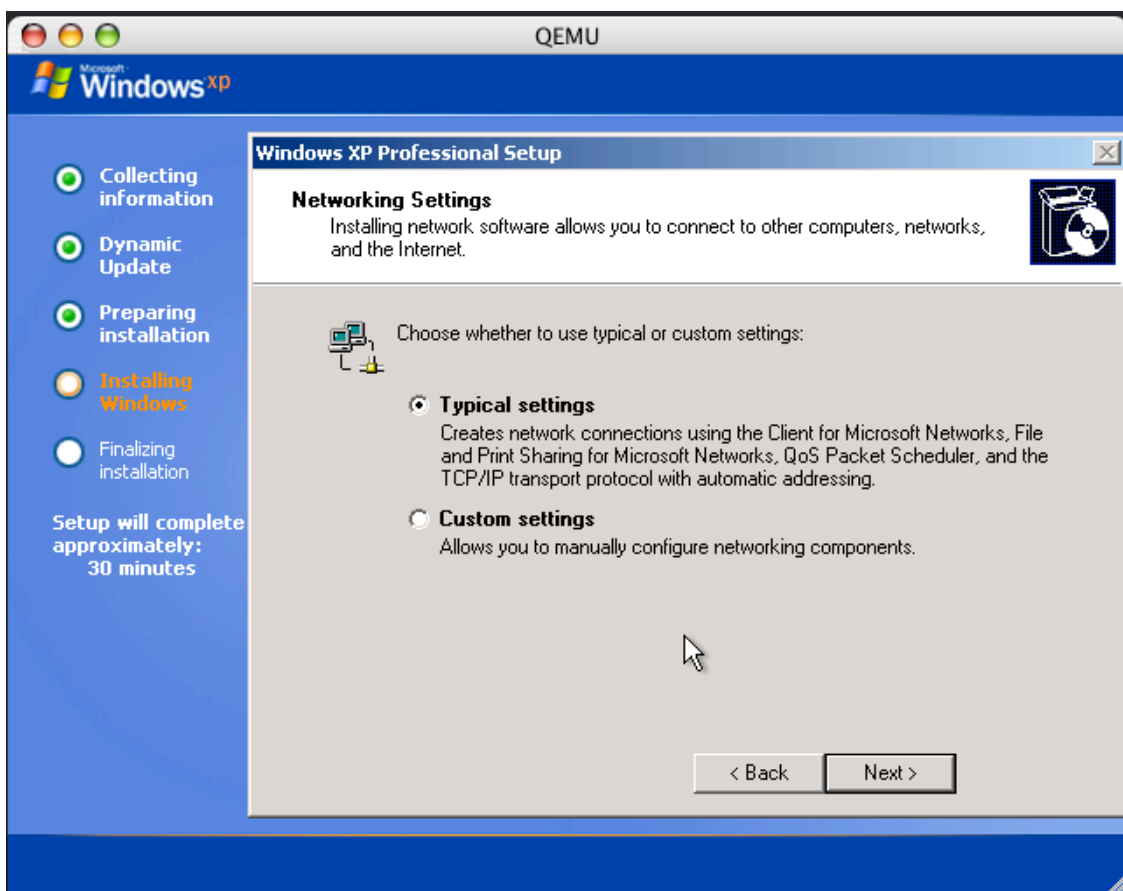 QEMU
Microsoft
Windows xp
Collecting
information
Dynamic
Update
Preparing
installation
Installing
Windows
Finalizing
installation
Setup will complete
approximately:
30 minutes
Windows XP Professional Setup
Networking Settings
Installing network software allows you to connect to other computers, networks,
and the Internet.
Choose whether to use typical or custom settings:
Typical settings
Creates network connections using the Client for Microsoft Networks, File
and Print Sharing for Microsoft Networks, QoS Packet Scheduler, and the
TCP/IP transport protocol with automatic addressing.
Custom settings
Allows you to manually configure networking components.
< Back
Next >